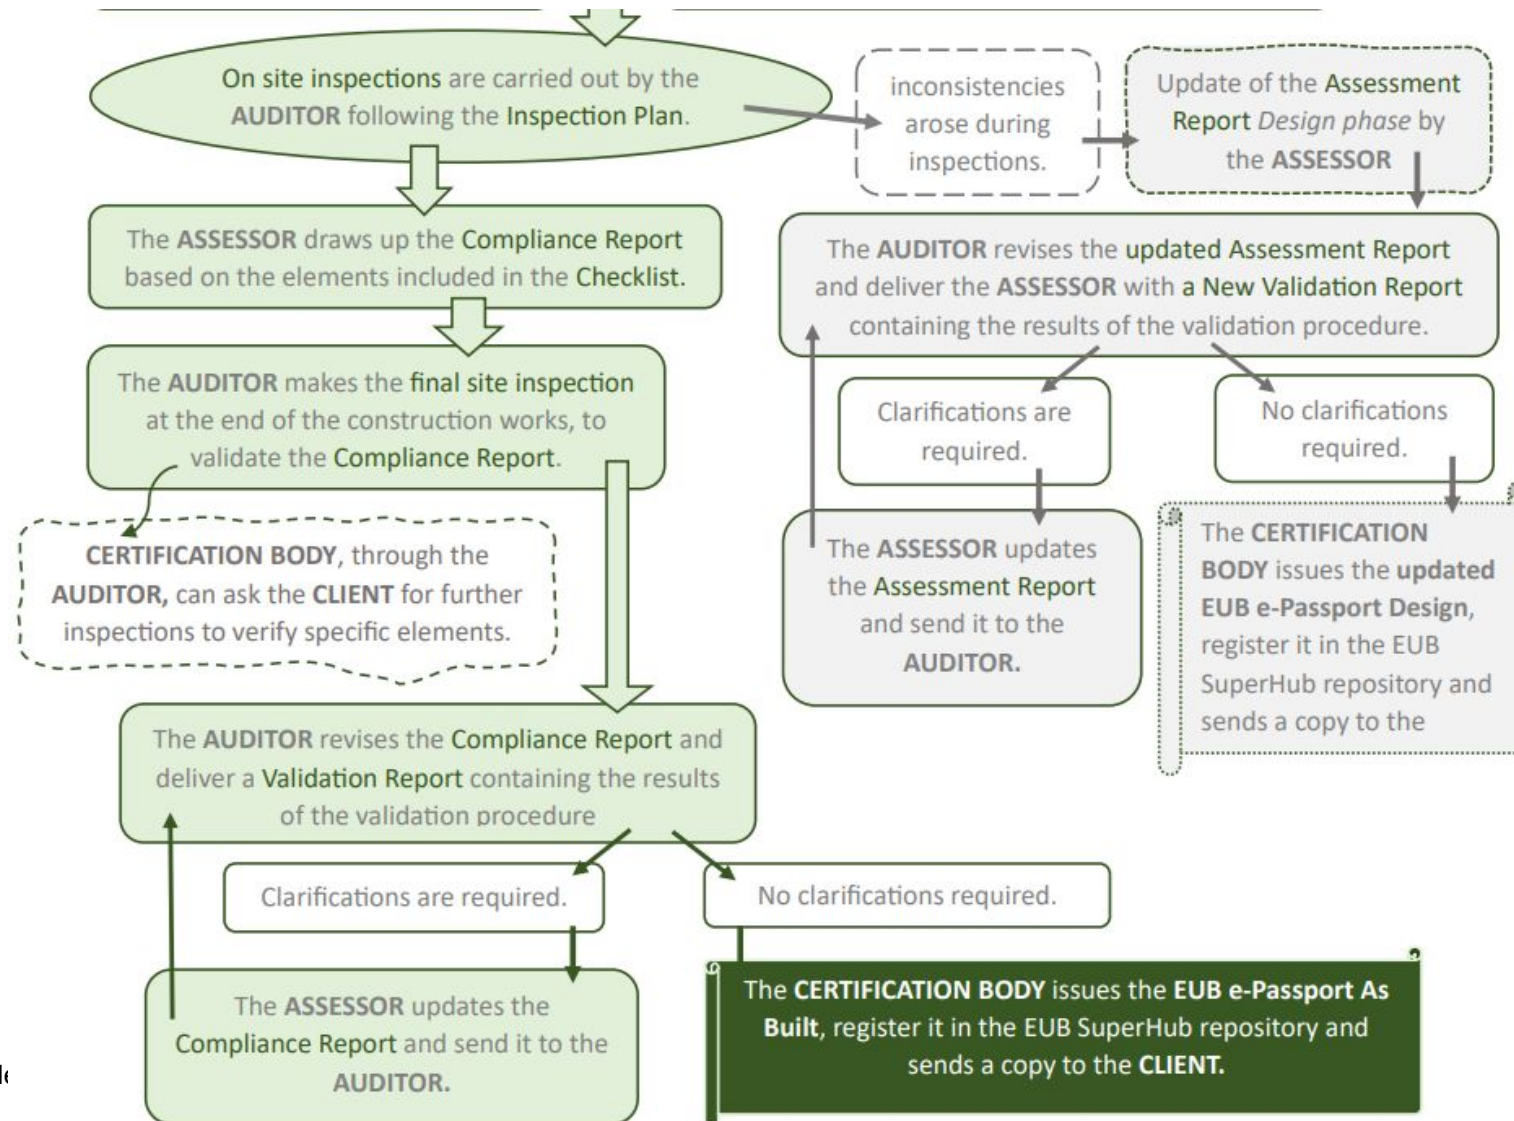 On site inspections are carried out by the
AUDITOR following the Inspection Plan.
inconsistencies
arose during
inspections.
Update of the Assessment
Report Design phase by
the ASSESSOR
The ASSESSOR draws up the Compliance Report
based on the elements included in the Checklist.
The AUDITOR revises the updated Assessment Report
and deliver the ASSESSOR with a New Validation Report
containing the results of the validation procedure.
The AUDITOR makes the final site inspection
at the end of the construction works, to
validate the Compliance Report.
Clarifications are
required.
No clarifications
required.
CERTIFICATION BODY, through the
AUDITOR, can ask the CLIENT for further
inspections to verify specific elements.
The ASSESSOR updates
the Assessment Report
and send it to the
AUDITOR.
The CERTIFICATION
BODY issues the updated
EUB e-Passport Design,
register it in the EUB
SuperHub repository and
sends a copy to the
The AUDITOR revises the Compliance Report and
deliver a Validation Report containing the results
of the validation procedure
Clarifications are required.
No clarifications required.
The ASSESSOR updates the
Compliance Report and send it to the
AUDITOR.
The CERTIFICATION BODY issues the EUB e-Passport As
Built, register it in the EUB SuperHub repository and
sends a copy to the CLIENT.